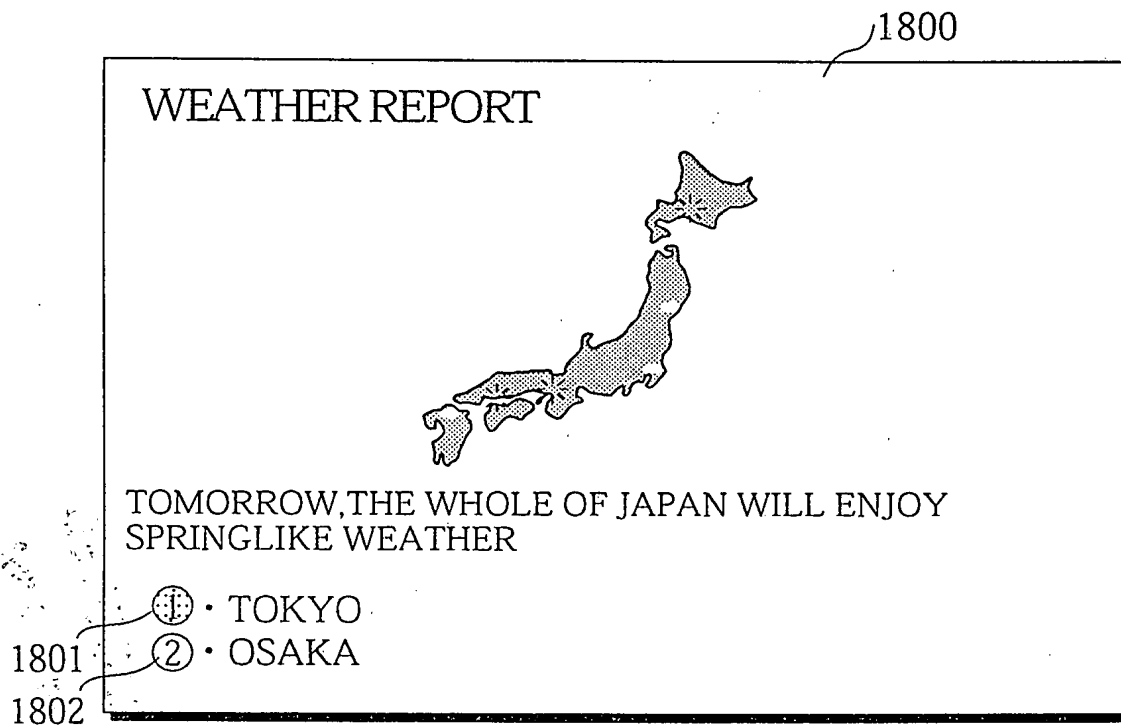 1800
WEATHER REPORT
TOMORROW,THE WHOLE OF JAPAN WILL ENJOY
SPRINGLIKE WEATHER
1 · TOKYO
2 · OSAKA
1801
1802